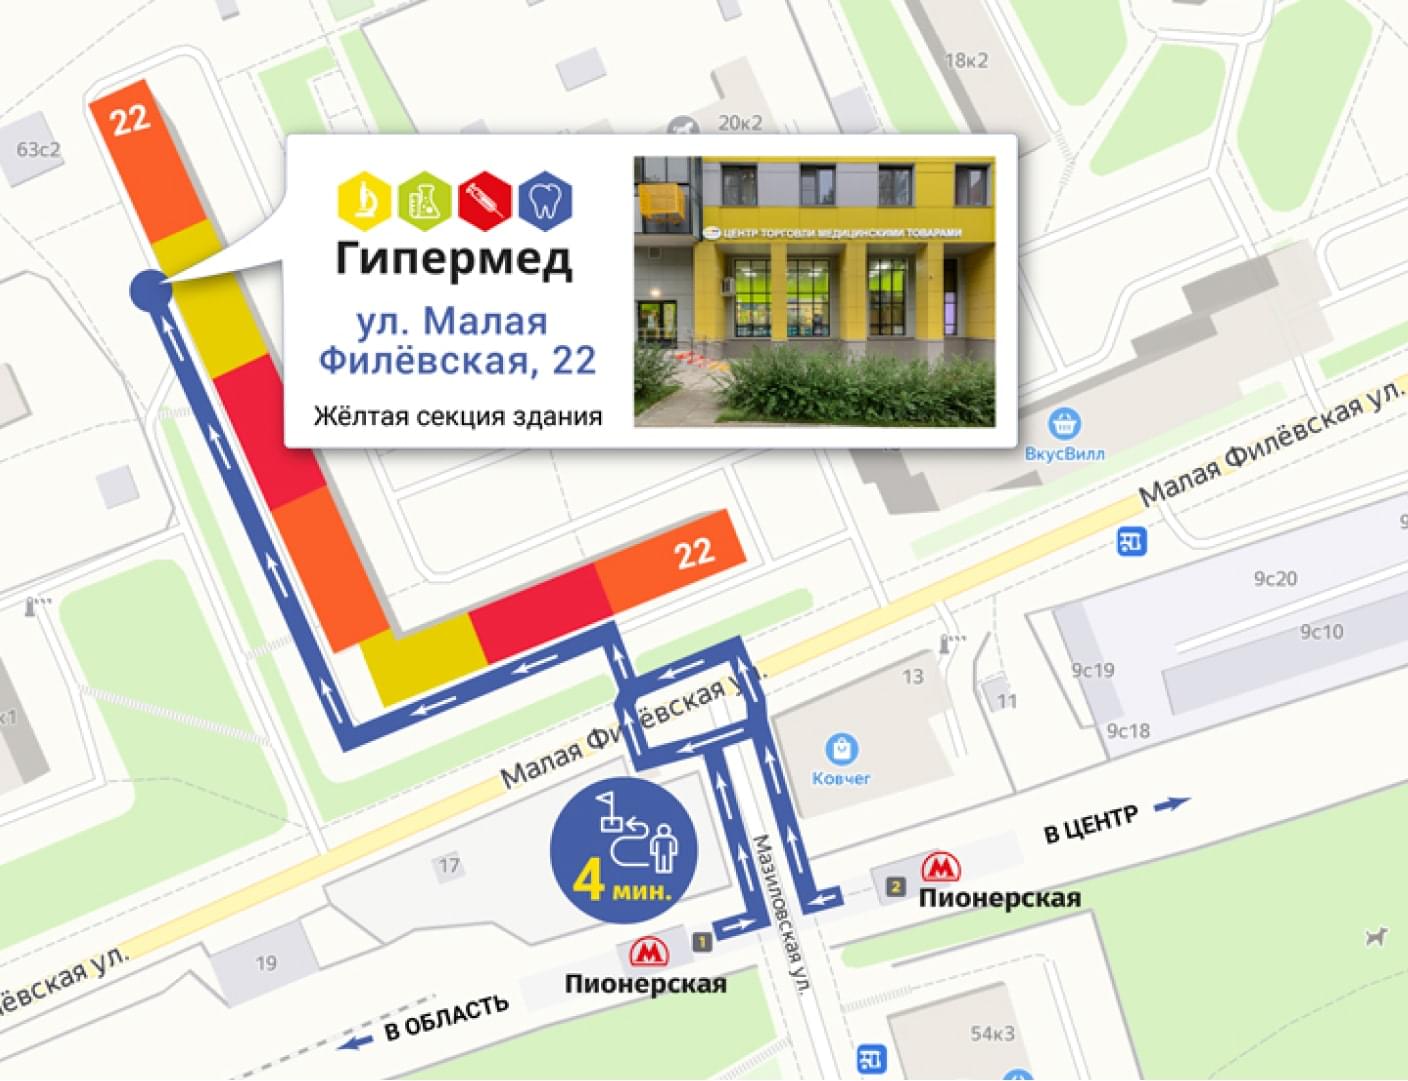 18к2
22
20к2
63с2
ЦЕНТР ТОРГОВЛИ МЕДИЦИНСКИМИ ТОВАРАМИ
Гипермед
ул. Малая
Филёвская, 22
Жёлтая секция здания
ВкусВилл
Малая Филёвская ул.
22
9с20
9с10
9с19
13
11
9с18
к1
Малая Филёвская ул.
Ковчег
В ЦЕНТР
Мазиловская ул.
17
4 мин.
2
Пионерская
1
Пионерская
19
ёвская ул.
В ОБЛАСТЬ
54к3